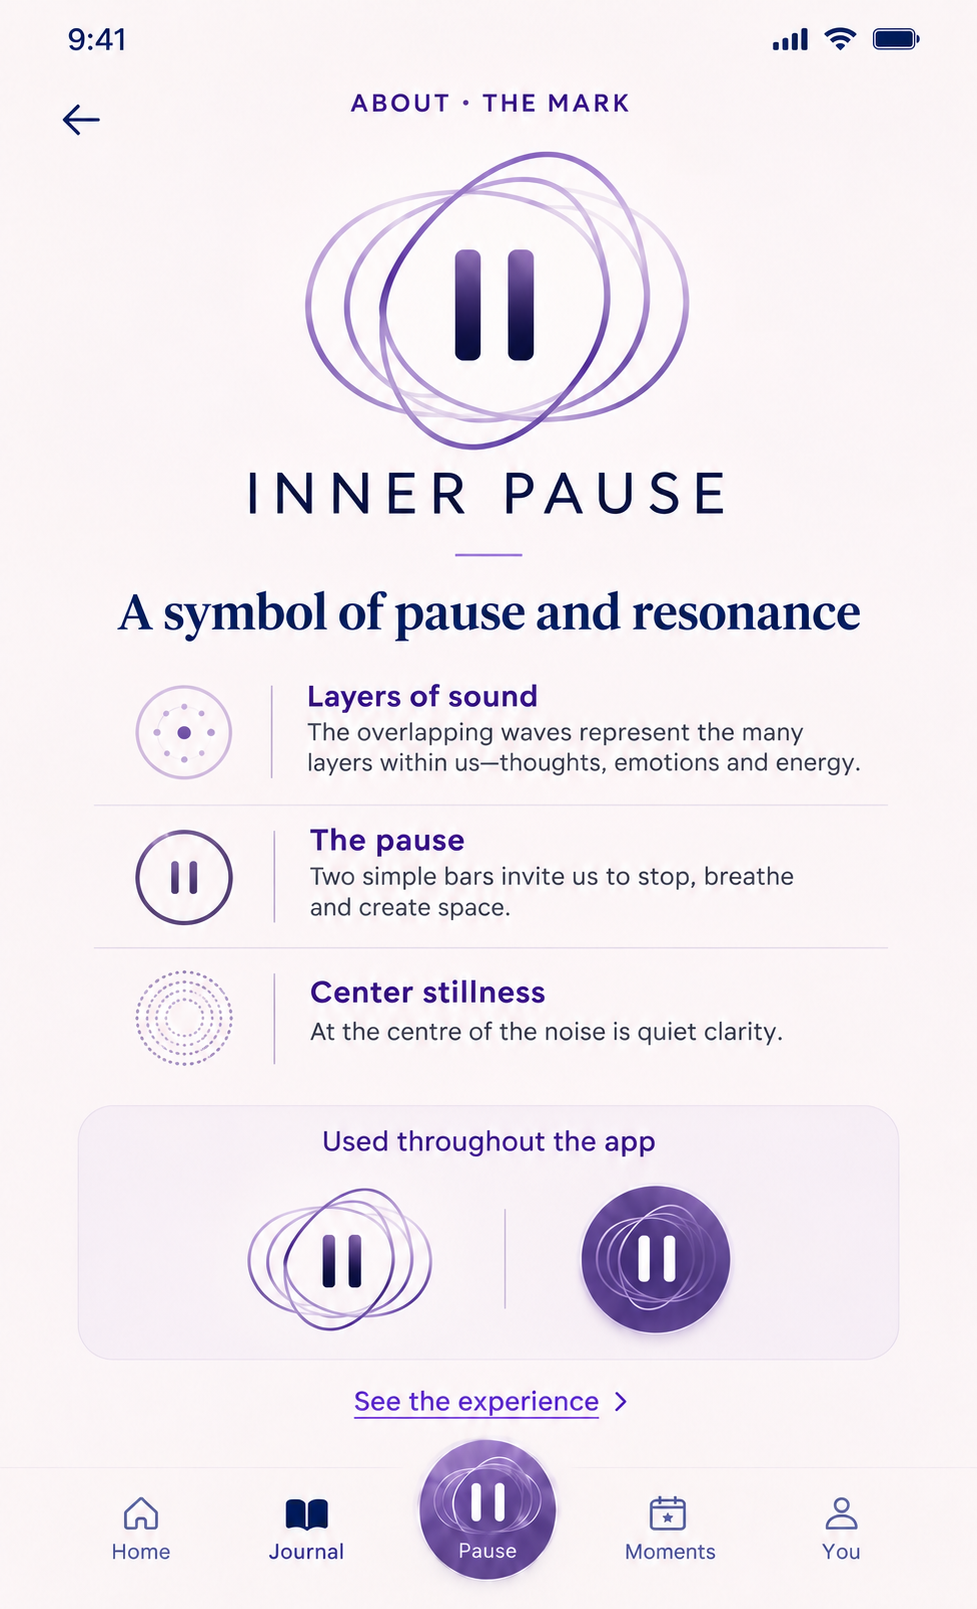 9:41
ABOUT · THE MARK
INNER PAUSE
A symbol of pause and resonance
Layers of sound
The overlapping waves represent the many
layers within us—thoughts, emotions and energy.
The pause
Two simple bars invite us to stop, breathe
and create space.
Center stillness
At the centre of the noise is quiet clarity.
Used throughout the app
See the experience
Home
Journal
Pause
Moments
You